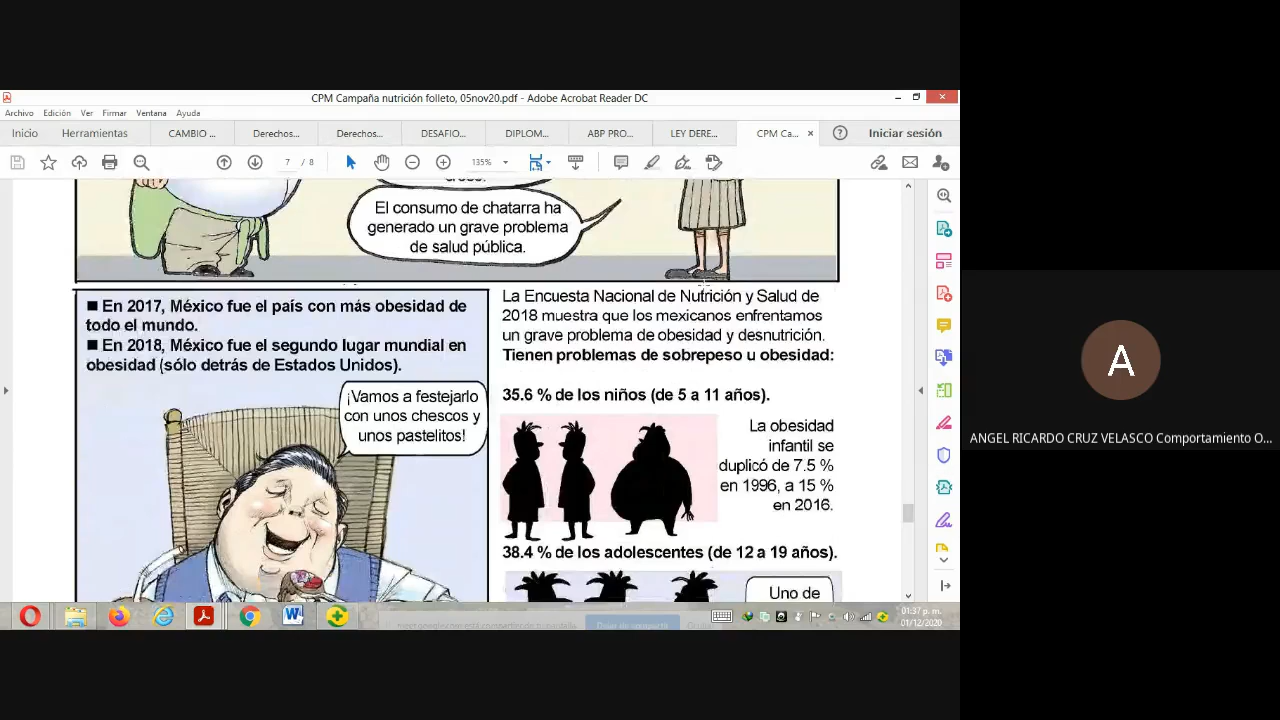 CPM Campaña nutrición folleto, 05nov20.pdf - Adobe Acrobat Reader DC
Archivo Edición Ver Firmar Ventana Ayuda
Inicio Herramientas CAMBIO ... Derechos... Derechos... DESAFIO... DIPLOM... ABP PRO... LEY DERE... CPM Ca... × Iniciar sesión
7 / 8 135%
El consumo de chatarra ha
generado un grave problema
de salud pública.
■ En 2017, México fue el país con más obesidad de
todo el mundo.
■ En 2018, México fue el segundo lugar mundial en
obesidad (sólo detrás de Estados Unidos).
¡Vamos a festejarlo
con unos chescos y
unos pastelitos!
La Encuesta Nacional de Nutrición y Salud de
2018 muestra que los mexicanos enfrentamos
un grave problema de obesidad y desnutrición.
Tienen problemas de sobrepeso u obesidad:
35.6 % de los niños (de 5 a 11 años).
La obesidad
infantil se
duplicó de 7.5 %
en 1996, a 15 %
en 2016.
38.4 % de los adolescentes (de 12 a 19 años).
Uno de
01:37 p. m.
01/12/2020
A
ANGEL RICARDO CRUZ VELASCO Comportamiento O...